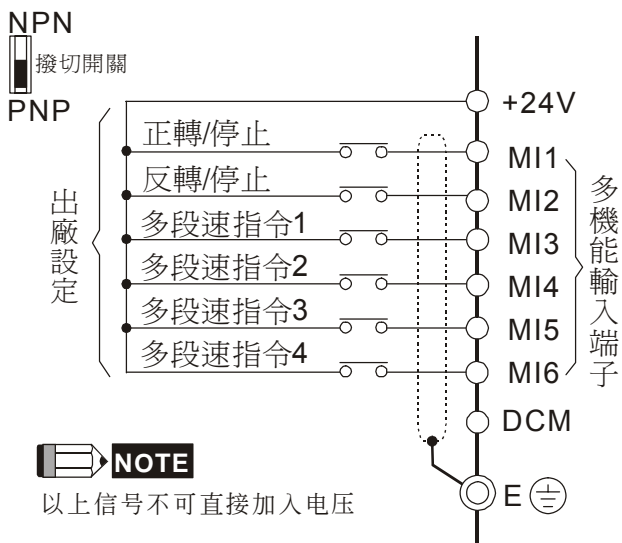 NPN
撥切開關
PNP
+24V
正轉/停止
MI1
反轉/停止
MI2
多段速指令1
MI3
多段速指令2
MI4
多段速指令3
MI5
多段速指令4
MI6
出廠設定
多機能輸入端子
DCM
NOTE
E
以上信号不可直接加入电压